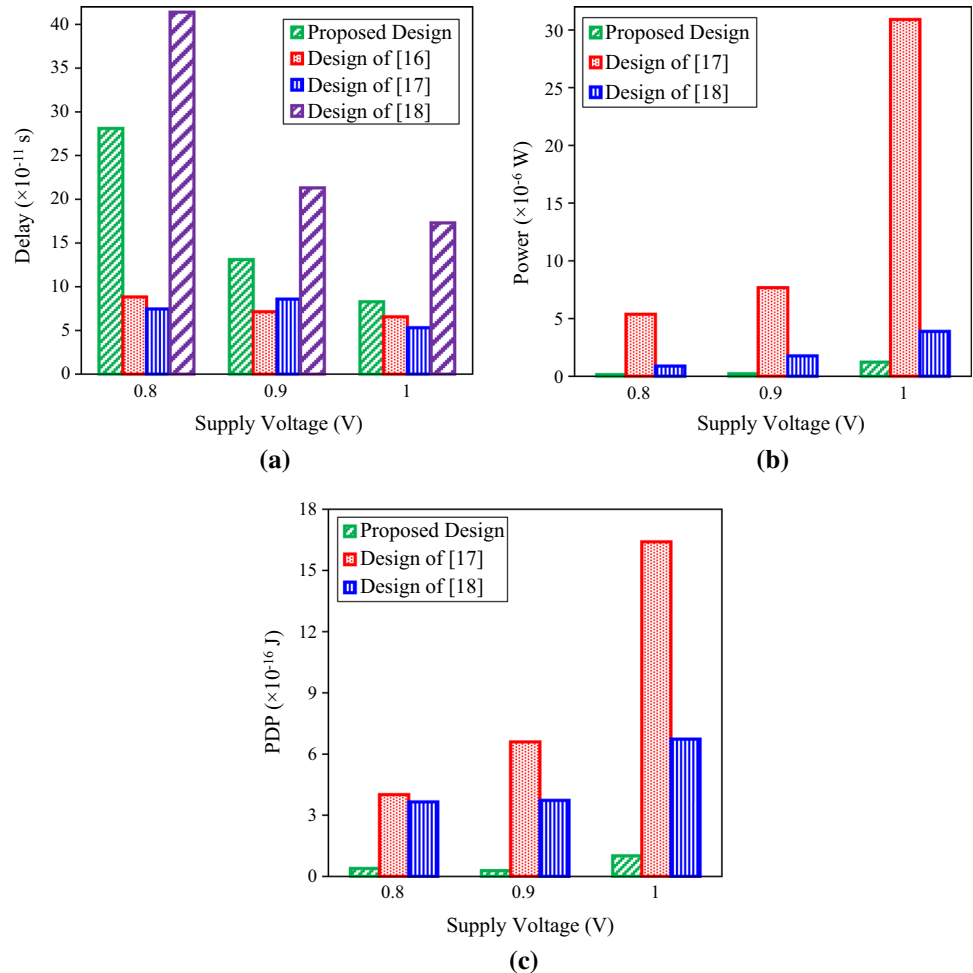 40
35
30
25
20
15
10
5
0
Delay (×10⁻¹¹ s)
Proposed Design
Design of [16]
Design of [17]
Design of [18]
0.8 0.9 1
Supply Voltage (V)
(a)
30
25
20
15
10
5
0
Power (×10⁻⁶ W)
Proposed Design
Design of [17]
Design of [18]
0.8 0.9 1
Supply Voltage (V)
(b)
18
15
12
9
6
3
0
PDP (×10⁻¹⁶ J)
Proposed Design
Design of [17]
Design of [18]
0.8 0.9 1
Supply Voltage (V)
(c)